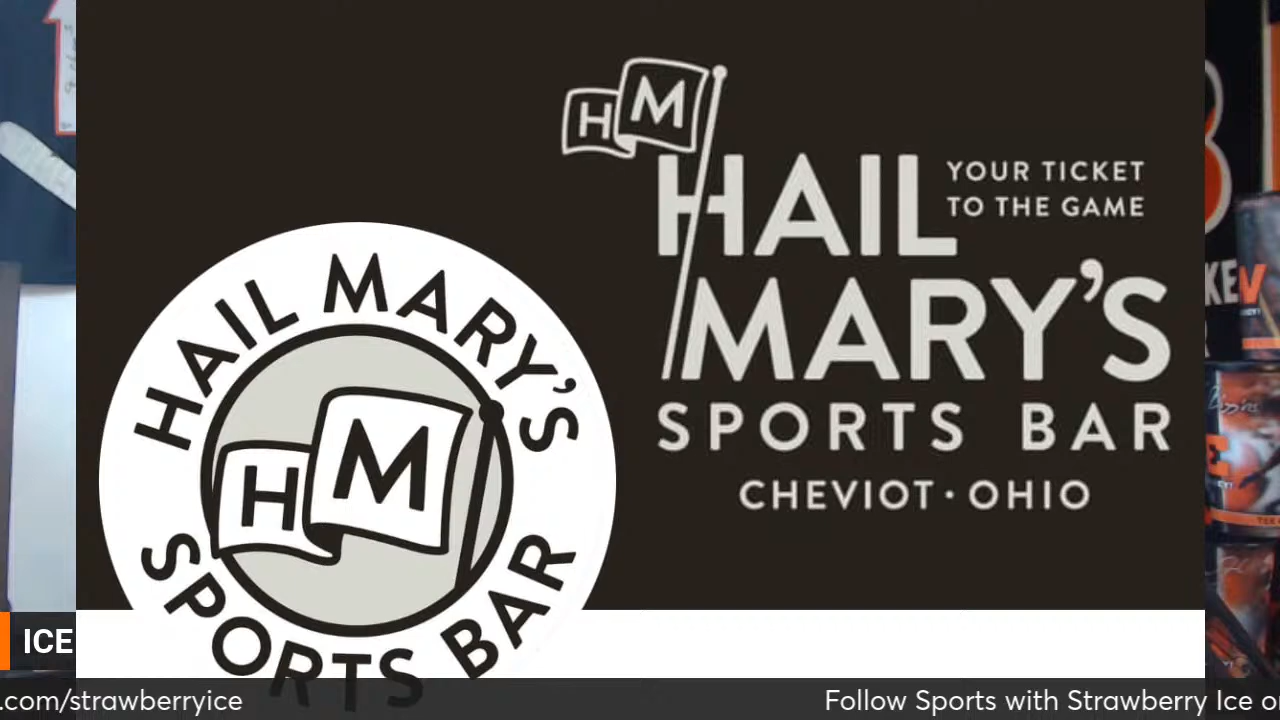 HM
HAIL
YOUR TICKET
TO THE GAME
MARY'S
SPORTS BAR
CHEVIOT · OHIO
HAIL MARY'S
HM
SPORTS BAR
ICE
.com/strawberryice
Follow Sports with Strawberry Ice o